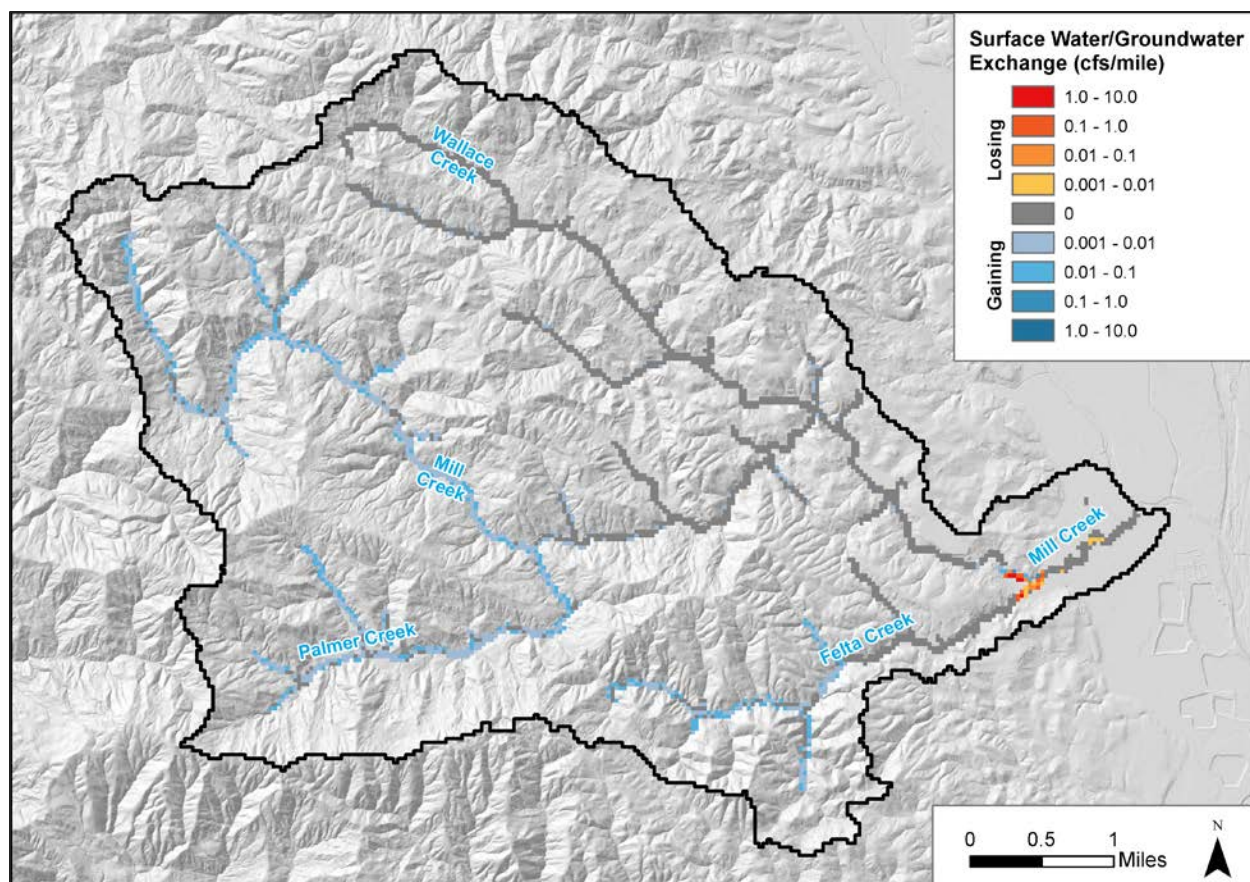 Surface Water/Groundwater
Exchange (cfs/mile)
Losing
1.0 - 10.0
0.1 - 1.0
0.01 - 0.1
0.001 - 0.01
0
Gaining
0.001 - 0.01
0.01 - 0.1
0.1 - 1.0
1.0 - 10.0
Wallace
Creek
Mill
Creek
Mill Creek
Palmer Creek
Felta Creek
0 0.5 1
Miles
N